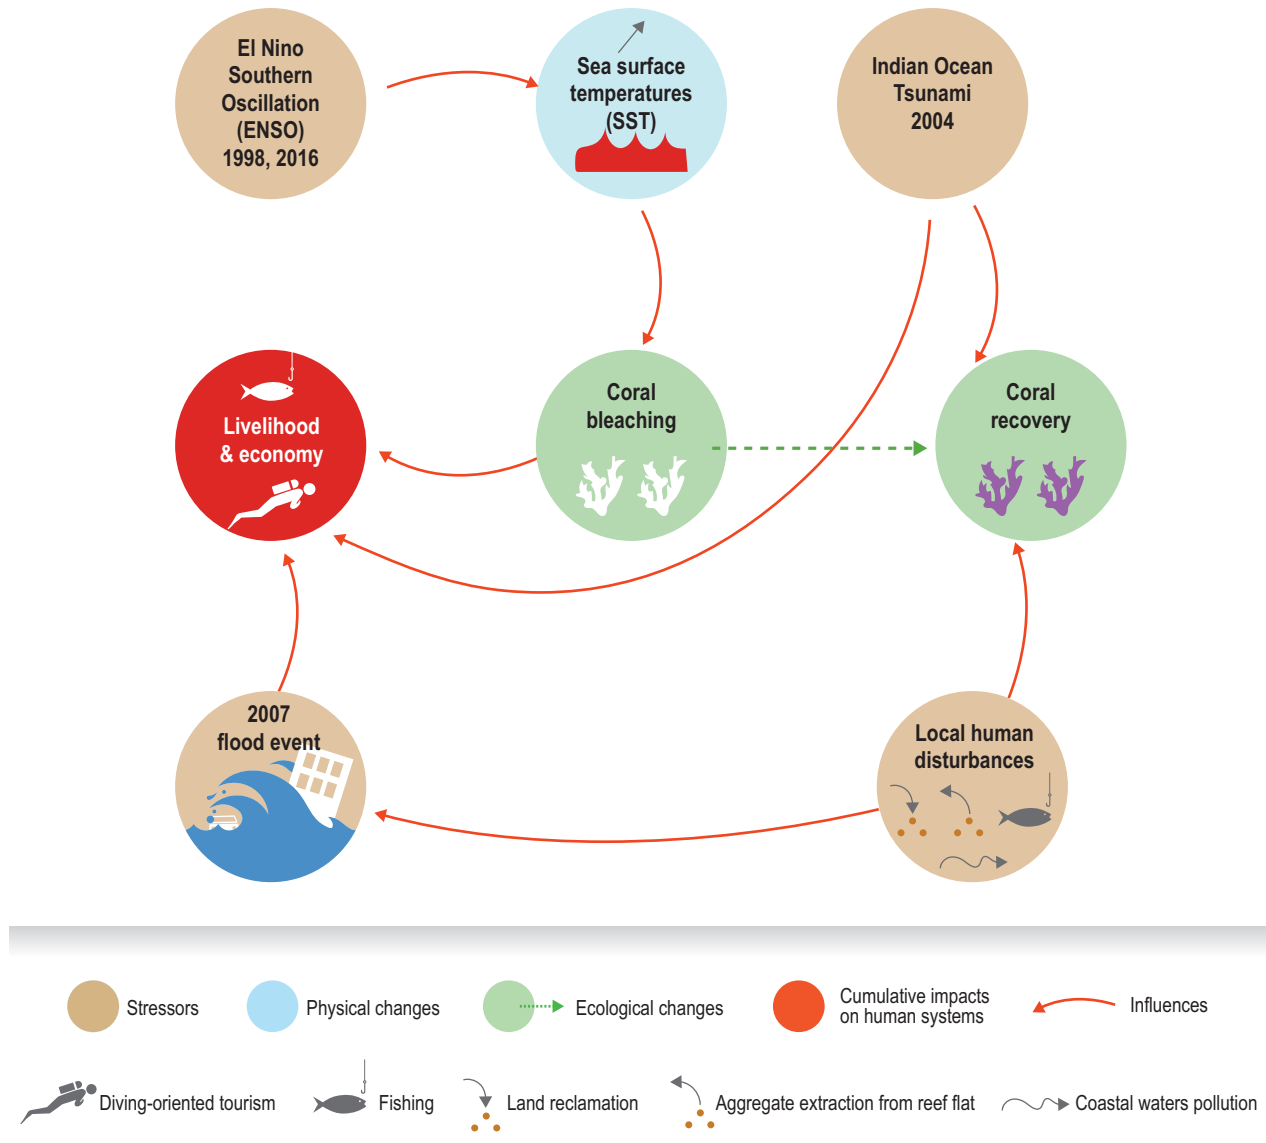 El Nino
Southern
Oscillation
(ENSO)
1998, 2016
Sea surface
temperatures
(SST)
Indian Ocean
Tsunami
2004
Livelihood
& economy
Coral
bleaching
Coral
recovery
2007
flood event
Local human
disturbances
Stressors
Physical changes
Ecological changes
Cumulative impacts
on human systems
Influences
Diving-oriented tourism
Fishing
Land reclamation
Aggregate extraction from reef flat
Coastal waters pollution